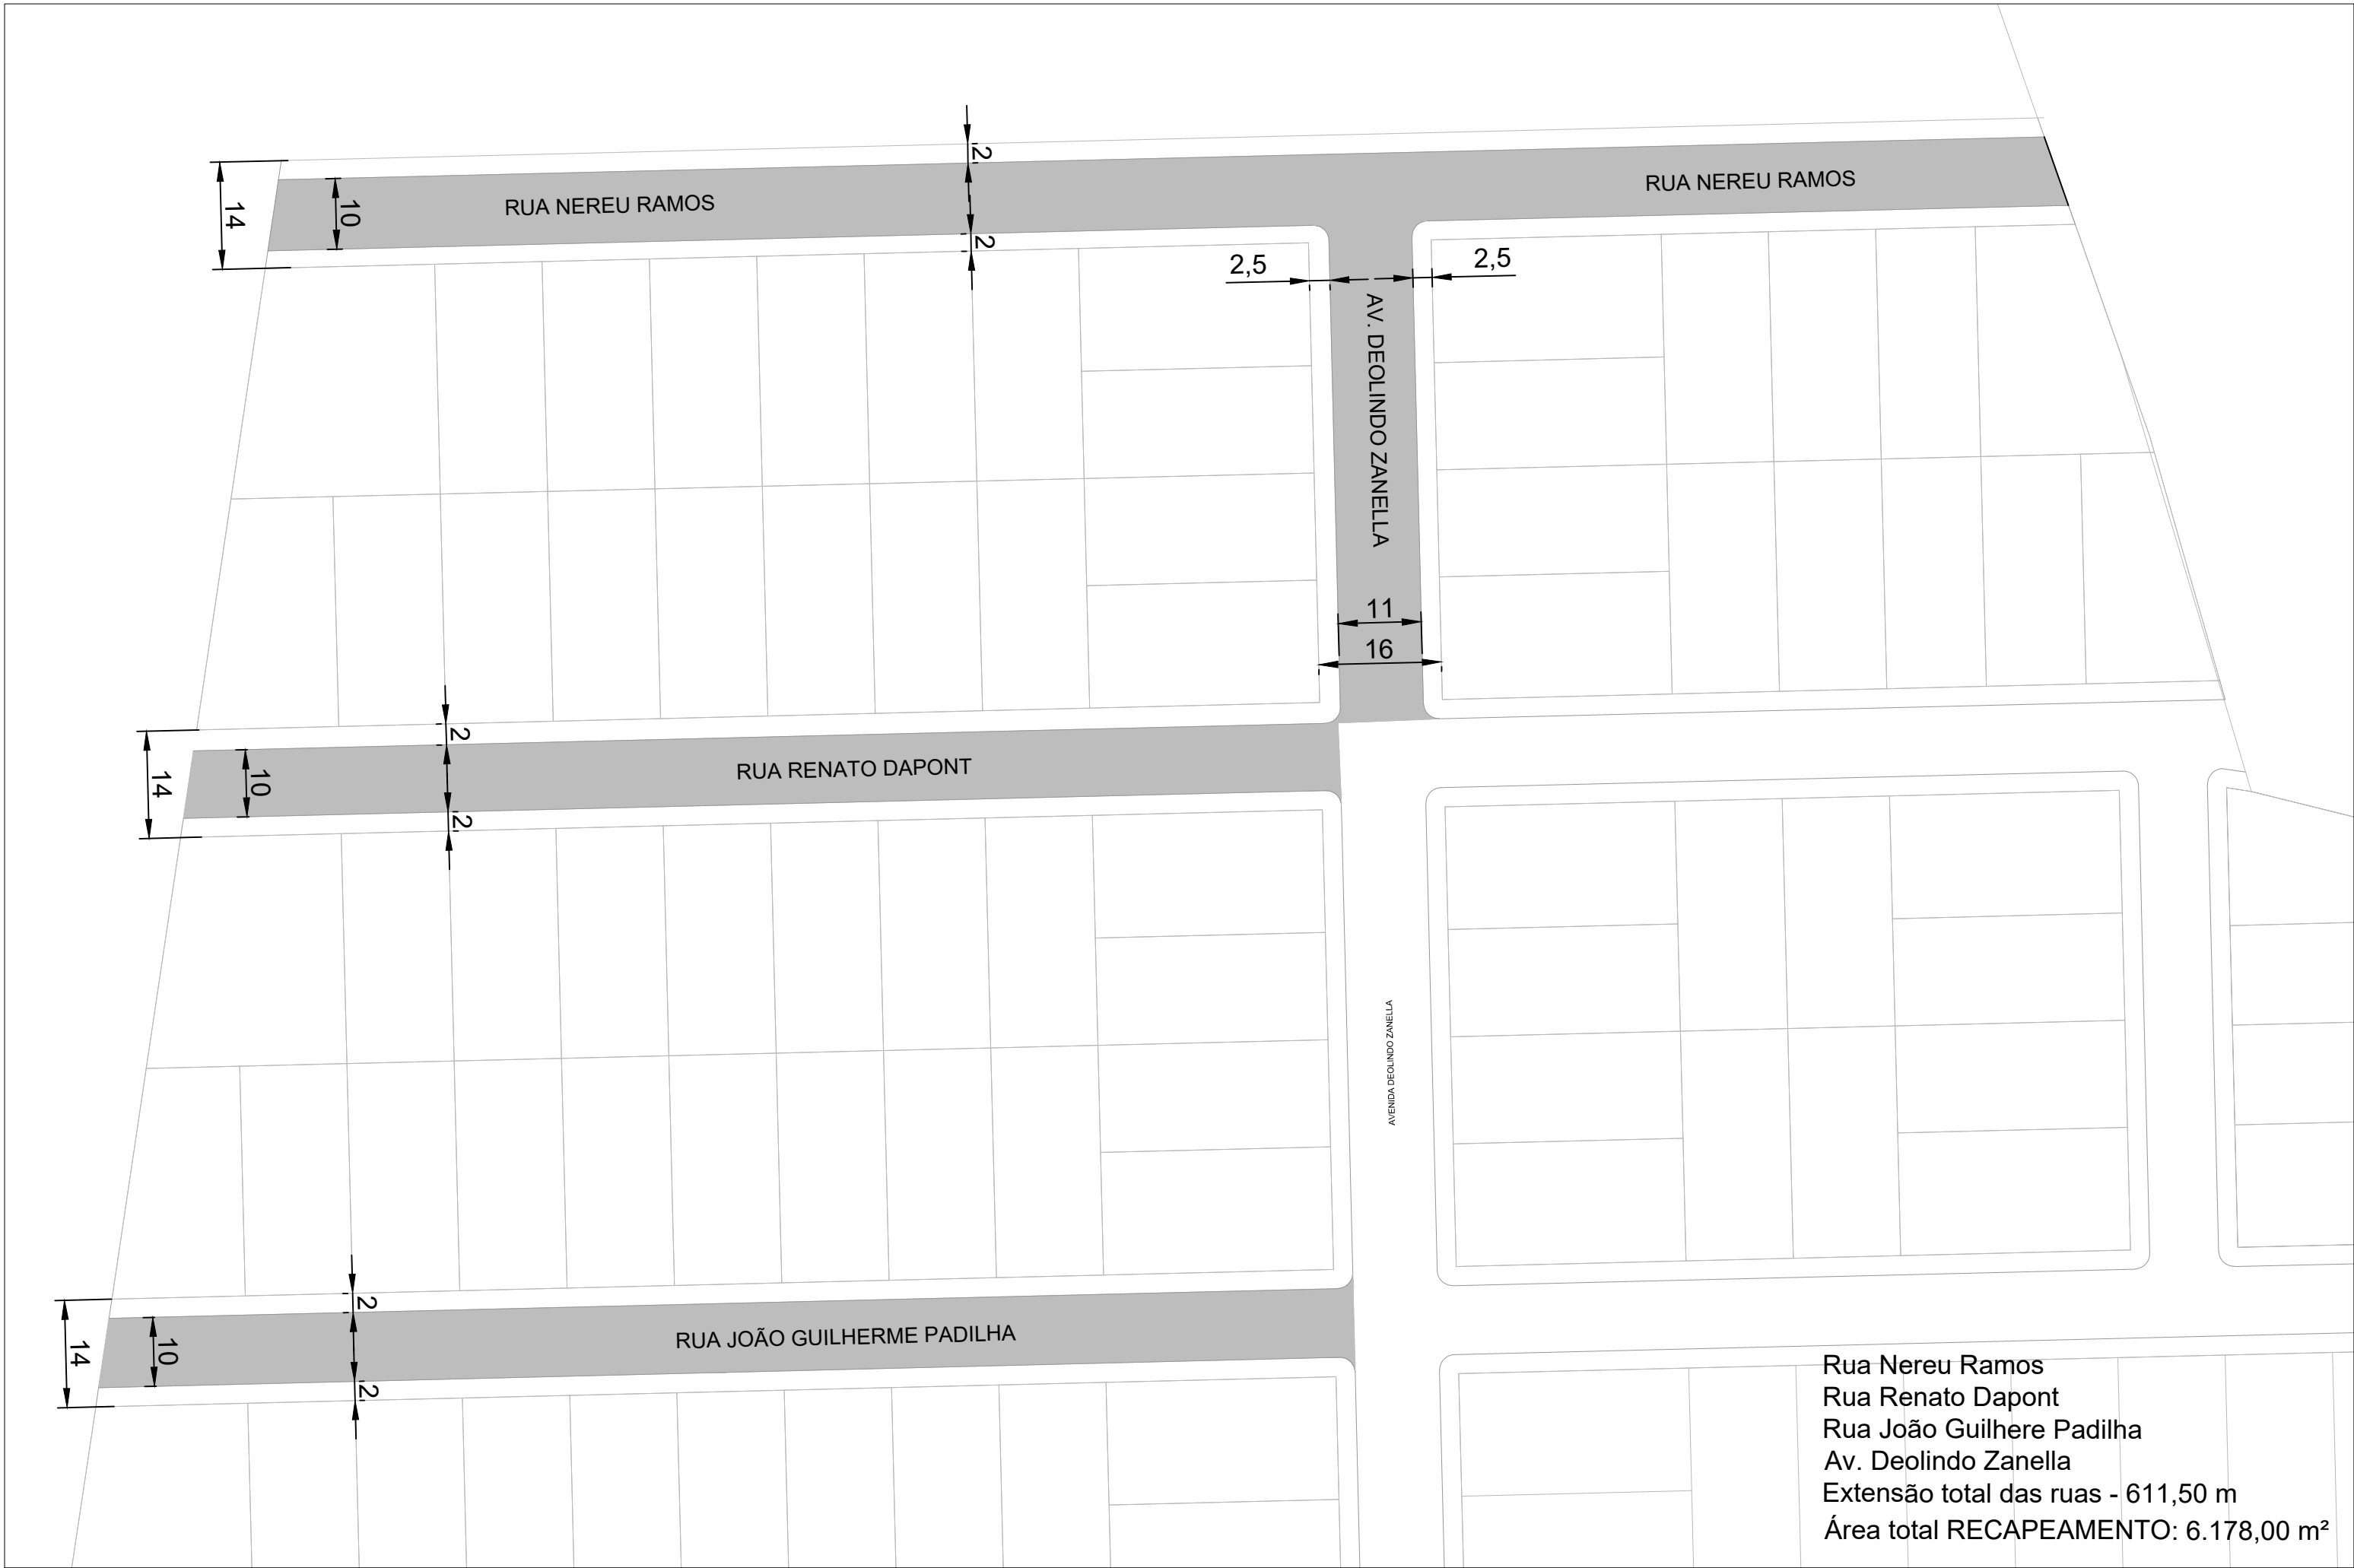 2
14
10
RUA NEREU RAMOS
RUA NEREU RAMOS
2
2,5
2,5
AV. DEOLINDO ZANELLA
11
16
2
14
10
RUA RENATO DAPONT
2
AVENIDA DEOLINDO ZANELLA
2
14
10
RUA JOÃO GUILHERME PADILHA
2
Rua Nereu Ramos
Rua Renato Dapont
Rua João Guilhere Padilha
Av. Deolindo Zanella
Extensão total das ruas - 611,50 m
Área total RECAPEAMENTO: 6.178,00 m²